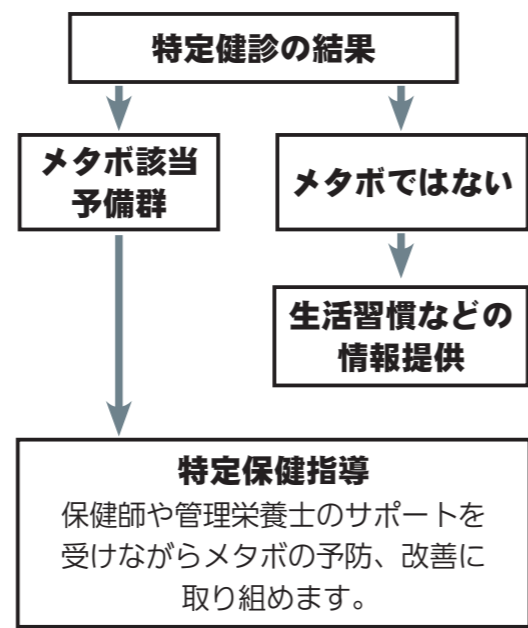 特定健診の結果
メタボ該当
予備群
メタボではない
生活習慣などの
情報提供
特定保健指導
保健師や管理栄養士のサポートを
受けながらメタボの予防、改善に
取り組めます。